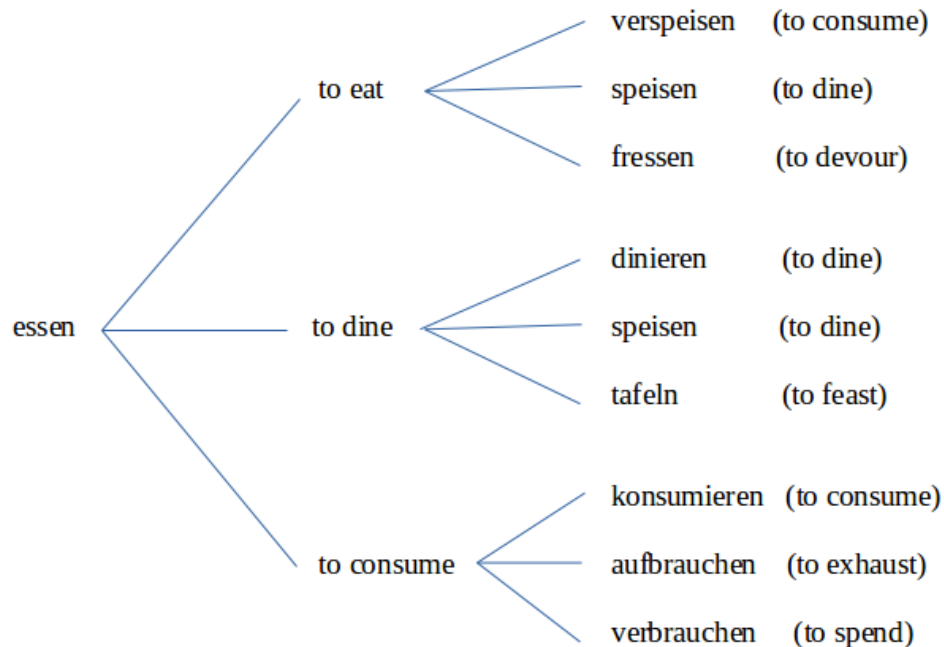 verspeisen (to consume)
to eat speisen (to dine)
fressen (to devour)
dinieren (to dine)
essen to dine speisen (to dine)
tafeln (to feast)
konsumieren (to consume)
to consume aufbrauchen (to exhaust)
verbrauchen (to spend)